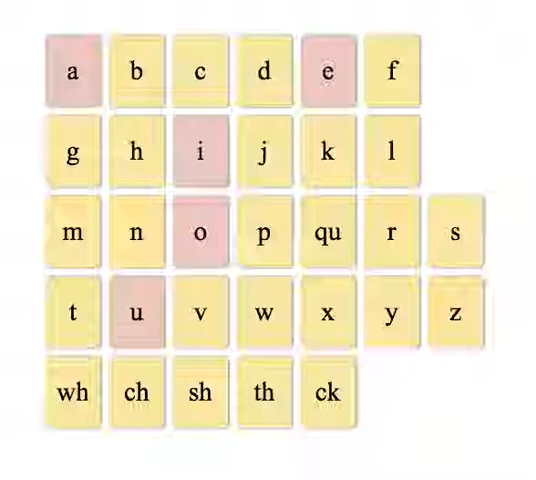 a b c d e f
g h i j k l
m n o p qu r s
t u v w x y z
wh ch sh th ck